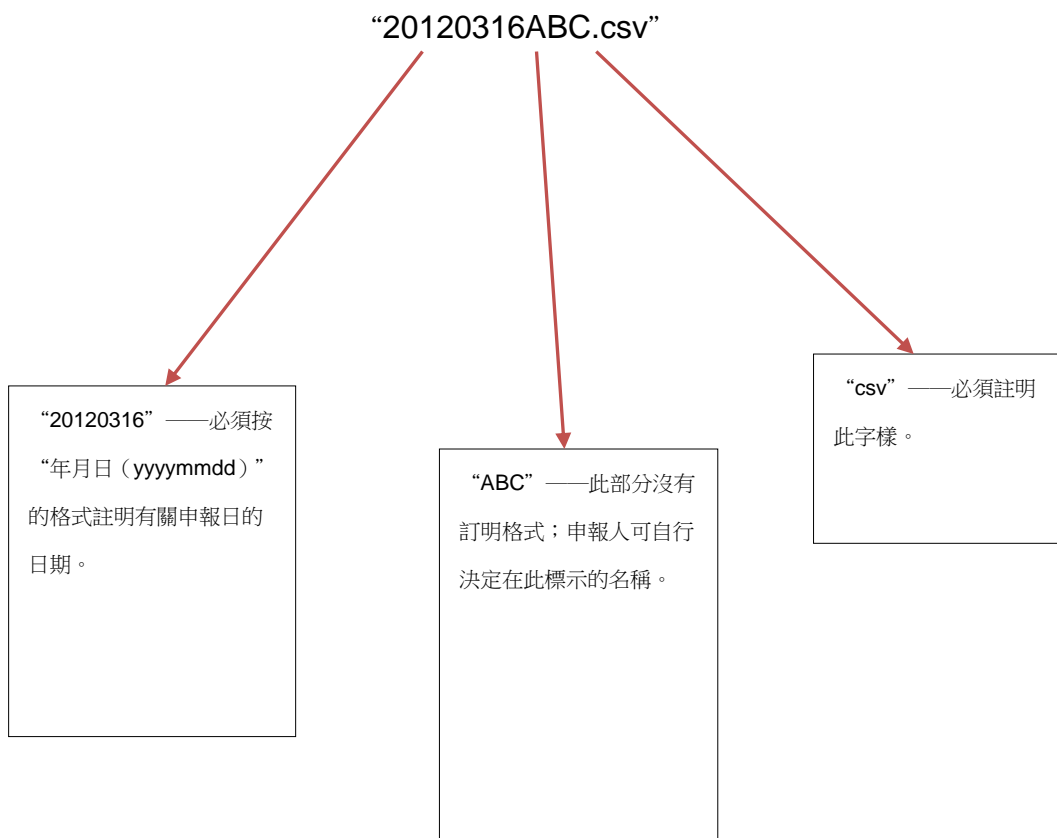 “20120316ABC.csv”
“20120316”——必須按
“年月日（yyyymmdd）”
的格式註明有關申報日的
日期。
“ABC”——此部分沒有
訂明格式；申報人可自行
決定在此標示的名稱。
“csv”——必須註明
此字樣。